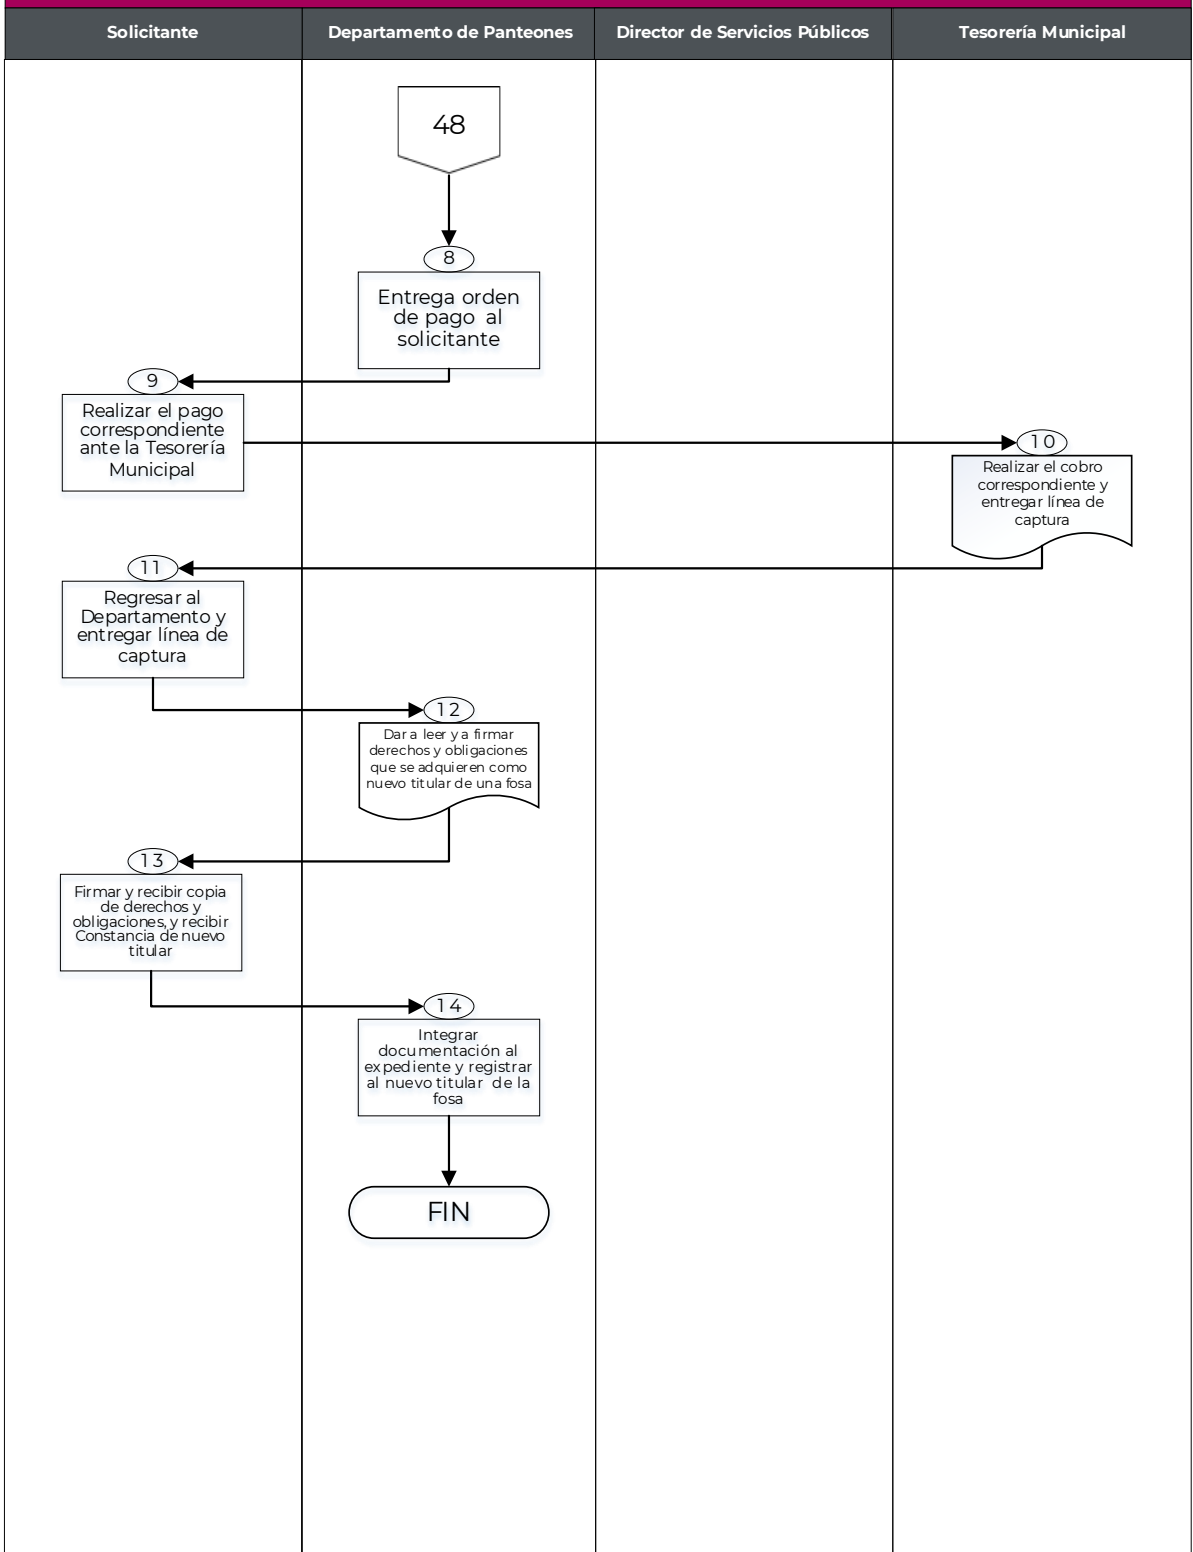 Solicitante
Departamento de Panteones
Director de Servicios Públicos
Tesorería Municipal
48
8
Entrega orden
de pago al
solicitante
9
Realizar el pago
correspondiente
ante la Tesorería
Municipal
10
Realizar el cobro
correspondiente y
entregar línea de
captura
11
Regresar al
Departamento y
entregar línea de
captura
12
Dar a leer y a firmar
derechos y obligaciones
que se adquieren como
nuevo titular de una fosa
13
Firmar y recibir copia
de derechos y
obligaciones, y recibir
Constancia de nuevo
titular
14
Integrar
documentación al
expediente y registrar
al nuevo titular de la
fosa
FIN